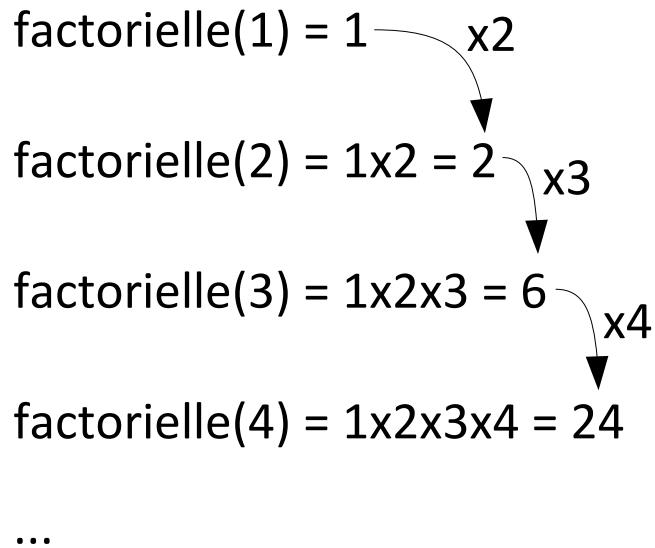 factorielle(1) = 1
x2
factorielle(2) = 1x2 = 2
x3
factorielle(3) = 1x2x3 = 6
x4
factorielle(4) = 1x2x3x4 = 24
...